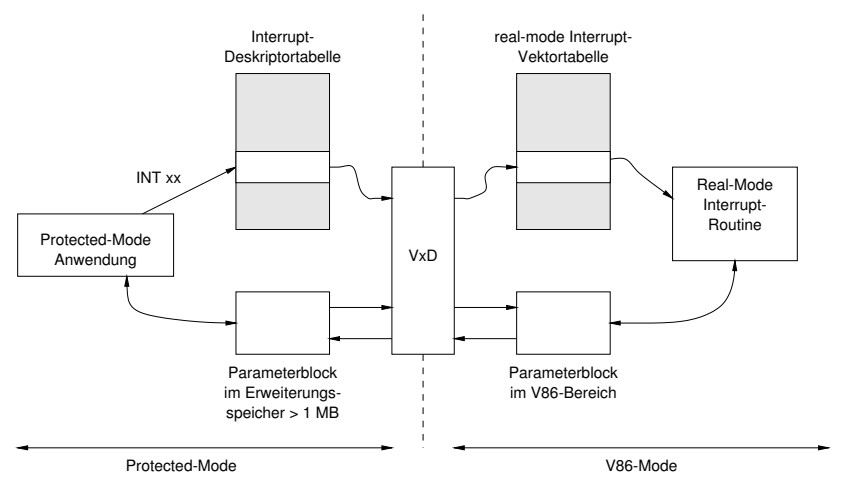 Interrupt-
Deskriptortabelle
real-mode Interrupt-
Vektortabelle
INT xx
Real-Mode
Interrupt-
Routine
Protected-Mode
Anwendung
VxD
Parameterblock
im Erweiterungs-
speicher > 1 MB
Parameterblock
im V86-Bereich
Protected-Mode
V86-Mode